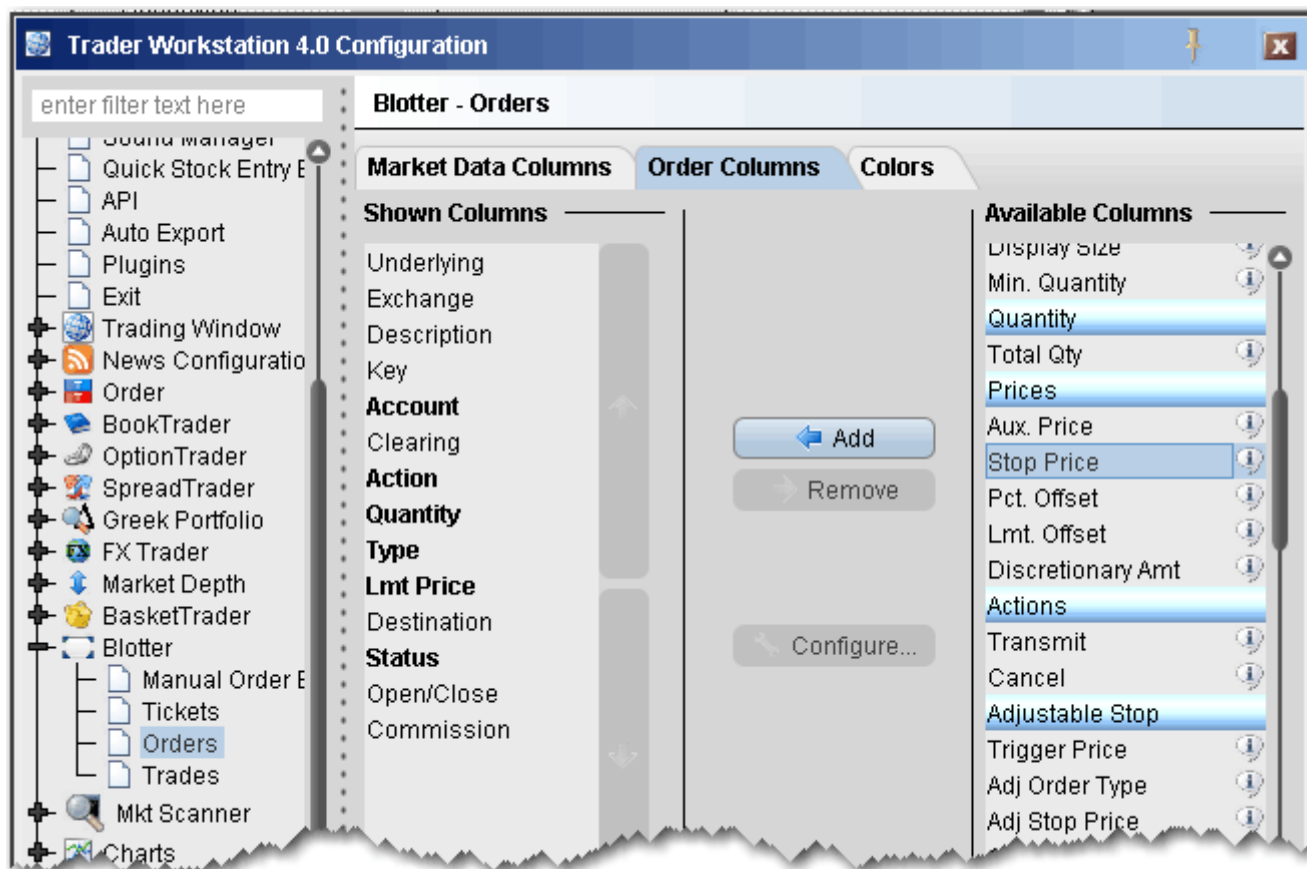 Trader Workstation 4.0 Configuration
enter filter text here
Sound Manager
Quick Stock Entry E
API
Auto Export
Plugins
Exit
Trading Window
News Configuratio
Order
BookTrader
OptionTrader
SpreadTrader
Greek Portfolio
FX Trader
Market Depth
BasketTrader
Blotter
Manual Order E
Tickets
Orders
Trades
Mkt Scanner
Charts
Blotter - Orders
Market Data Columns
Order Columns
Colors
Shown Columns
Underlying
Exchange
Description
Key
Account
Clearing
Action
Quantity
Type
Lmt Price
Destination
Status
Open/Close
Commission
Add
Remove
Configure...
Available Columns
Display Size
Min. Quantity
Quantity
Total Qty
Prices
Aux. Price
Stop Price
Pct. Offset
Lmt. Offset
Discretionary Amt
Actions
Transmit
Cancel
Adjustable Stop
Trigger Price
Adj Order Type
Adj Stop Price